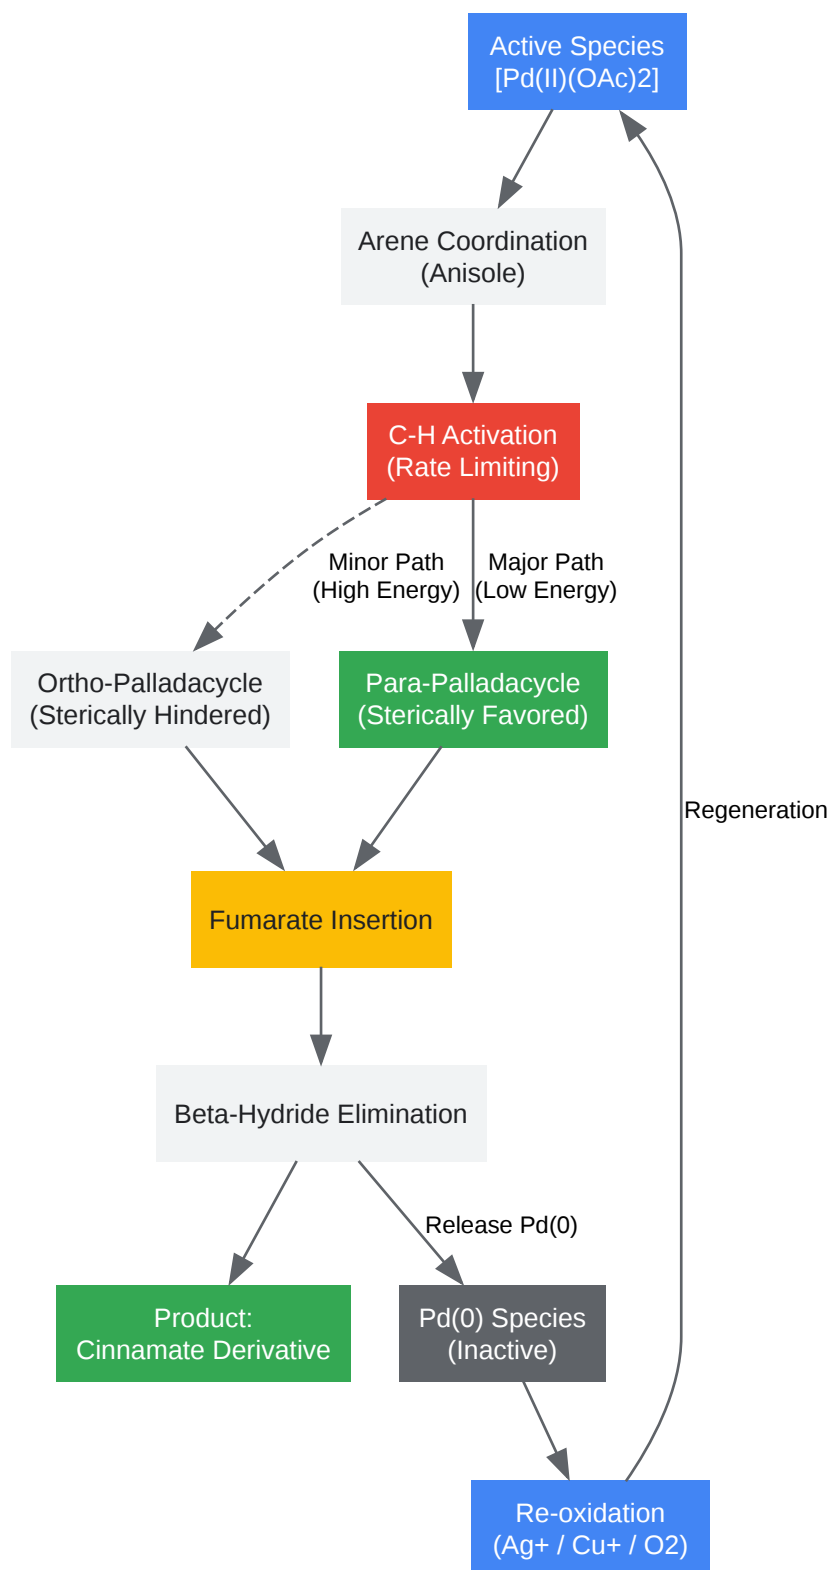 Active Species
[Pd(II)(OAc)2]
Arene Coordination
(Anisole)
C-H Activation
(Rate Limiting)
Minor Path
(High Energy)
Major Path
(Low Energy)
Ortho-Palladacycle
(Sterically Hindered)
Para-Palladacycle
(Sterically Favored)
Regeneration
Fumarate Insertion
Beta-Hydride Elimination
Release Pd(0)
Product:
Cinnamate Derivative
Pd(0) Species
(Inactive)
Re-oxidation
(Ag+ / Cu+ / O2)